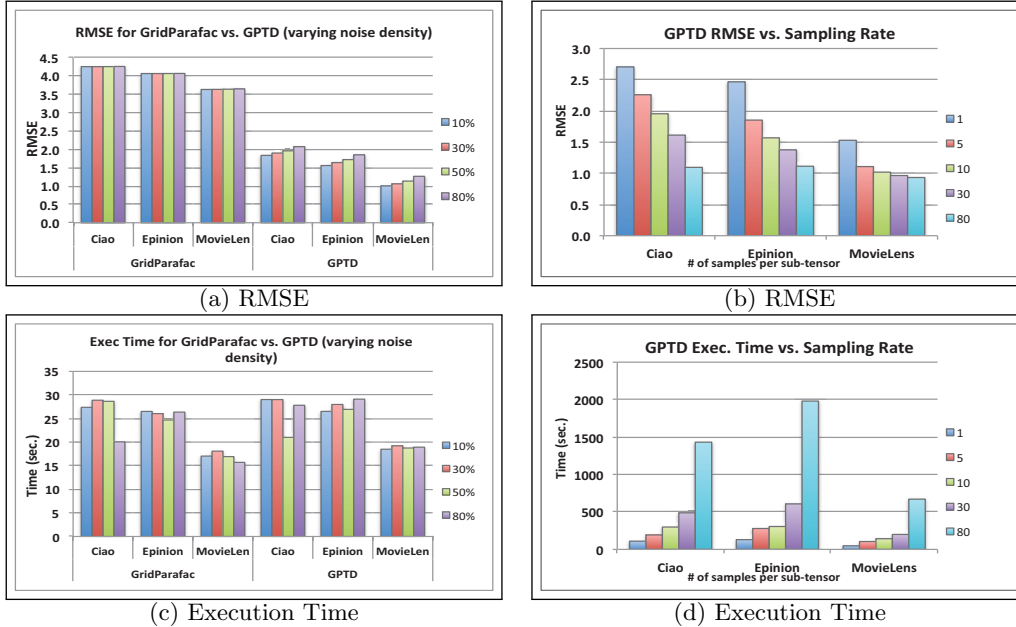 RMSE for GridParafac vs. GPTD (varying noise density)
4.5
4.0
3.5
3.0
2.5
2.0
1.5
1.0
0.5
0.0
RMSE
Ciao Epinion MovieLen Ciao Epinion MovieLen
GridParafac GPTD
10%
30%
50%
80%
(a) RMSE
GPTD RMSE vs. Sampling Rate
3.0
2.5
2.0
1.5
1.0
0.5
0.0
RMSE
Ciao Epinion MovieLens
# of samples per sub-tensor
1
5
10
30
80
(b) RMSE
Exec Time for GridParafac vs. GPTD (varying noise
density)
35
30
25
20
15
10
5
0
Time (sec.)
Ciao Epinion MovieLen Ciao Epinion MovieLen
GridParafac GPTD
10%
30%
50%
80%
(c) Execution Time
GPTD Exec. Time vs. Sampling Rate
2500
2000
1500
1000
500
0
Time (sec.)
Ciao Epinion MovieLens
# of samples per sub-tensor
1
5
10
30
80
(d) Execution Time